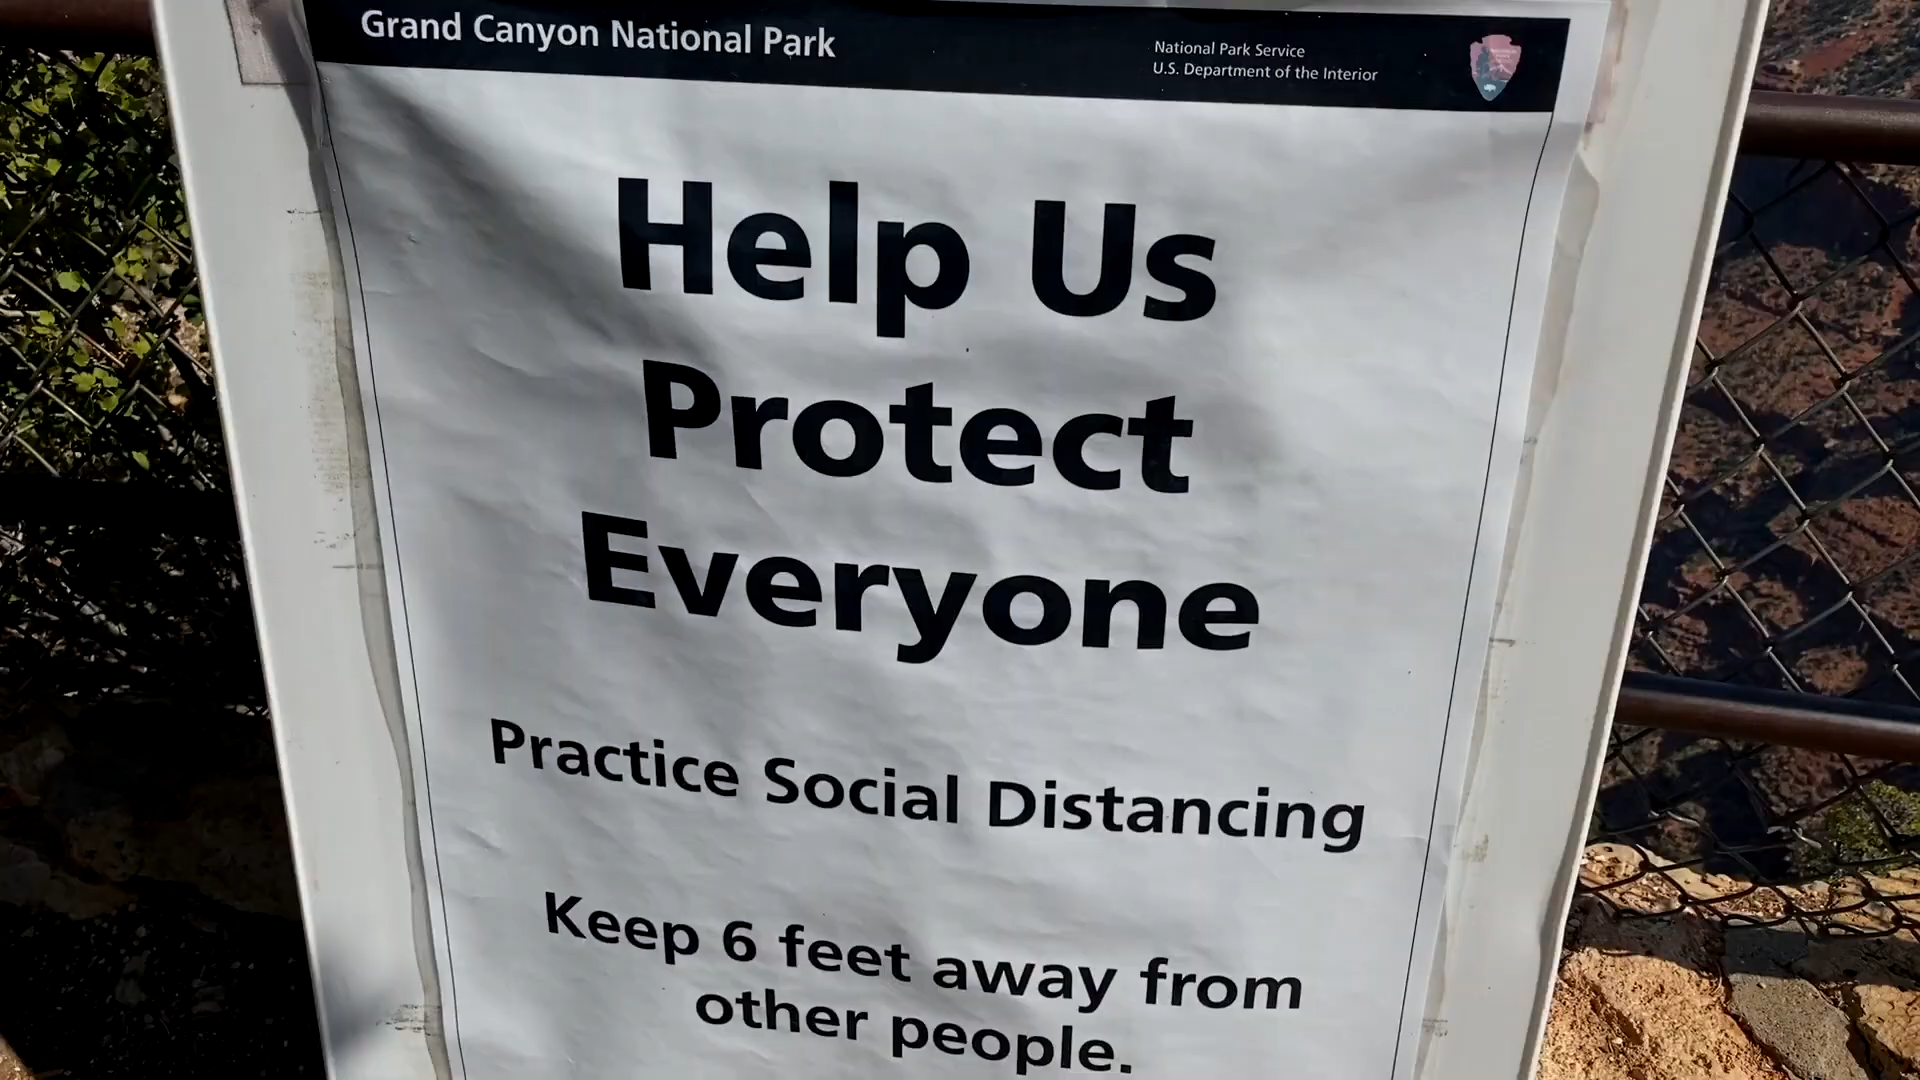 Grand Canyon National Park
National Park Service
U.S. Department of the Interior
Help Us
Protect
Everyone
Practice Social Distancing
Keep 6 feet away from
other people.